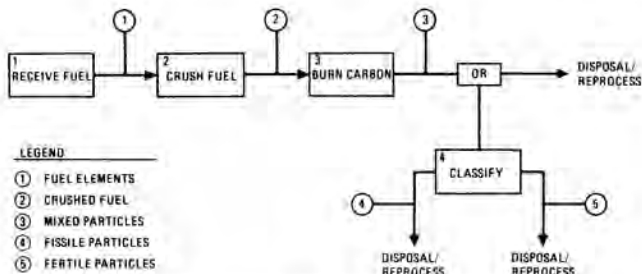 1 2 3
1
RECEIVE FUEL
2
CRUSH FUEL
3
BURN CARBON
OR
DISPOSAL/
REPROCESS
LEGEND
1 FUEL ELEMENTS
2 CRUSHED FUEL
3 MIXED PARTICLES
4 FISSILE PARTICLES
5 FERTILE PARTICLES
4
CLASSIFY
4
5
DISPOSAL/
REPROCESS
DISPOSAL/
REPROCESS